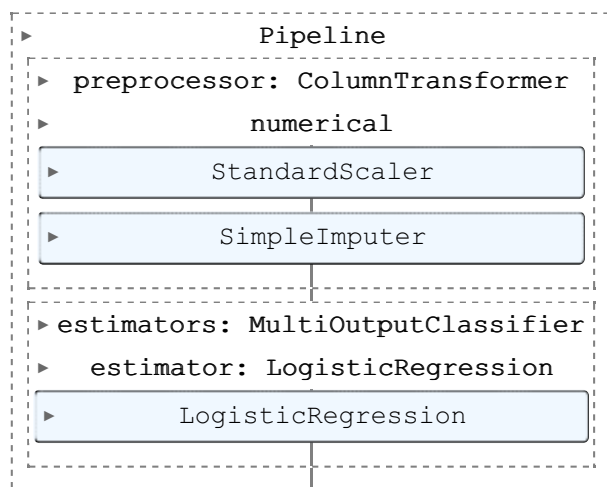 Pipeline
preprocessor: ColumnTransformer
numerical
StandardScaler
SimpleImputer
estimators: MultiOutputClassifier
estimator: LogisticRegression
LogisticRegression